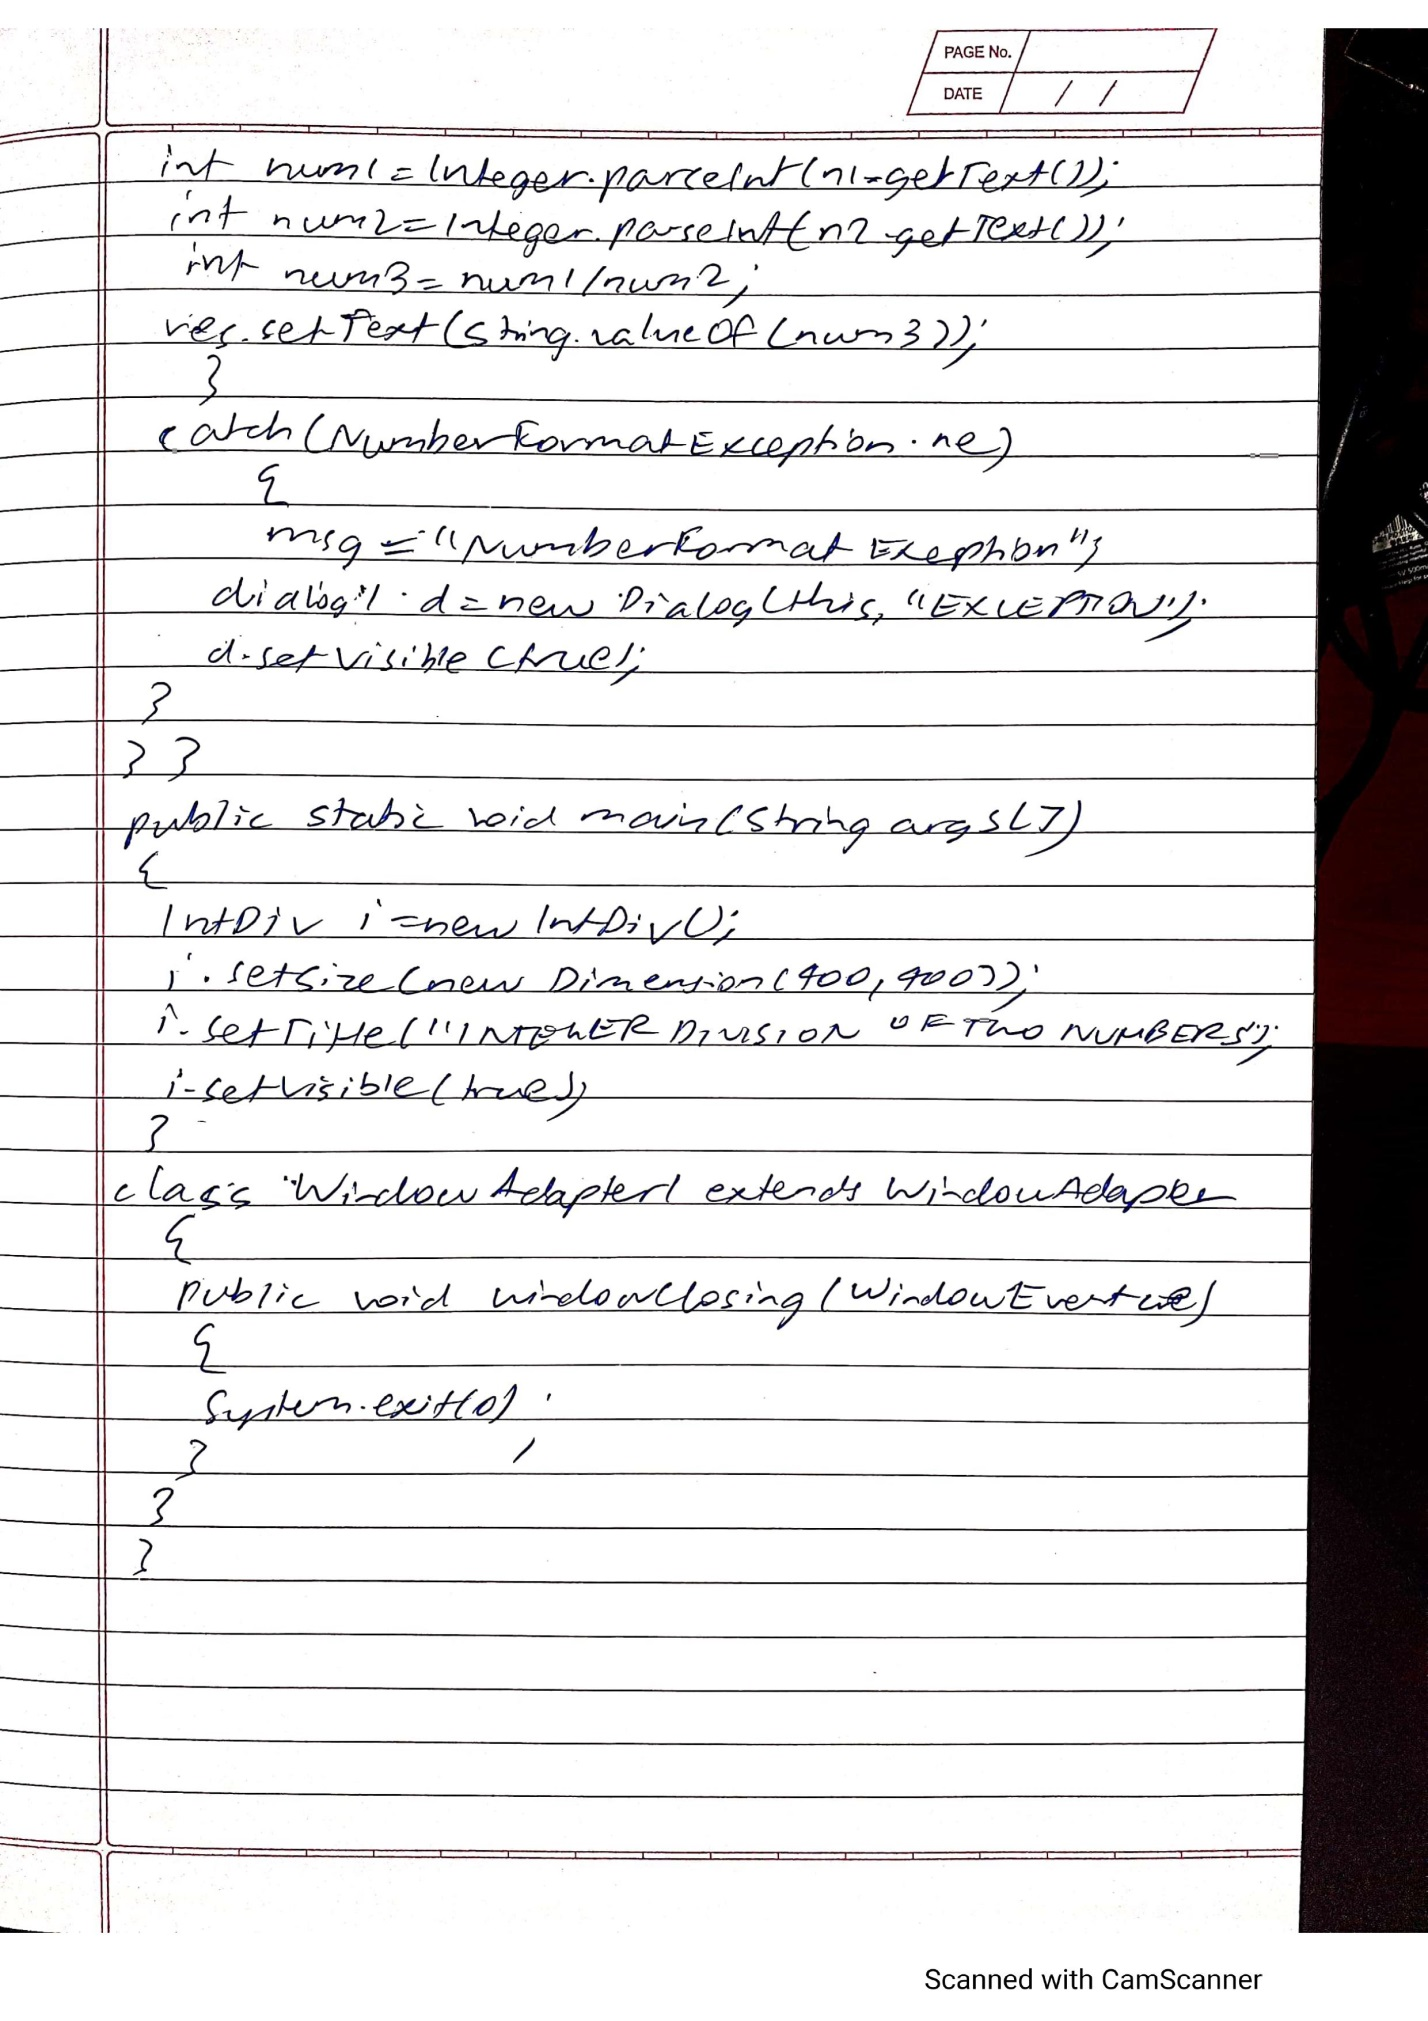 PAGE No.
DATE / /
int num1 = Integer.parceInt(n1.getText());
int num2 = Integer.parseInt(n2.getText());
int num3 = num1/num2;
res.setText(String.valueOf(num3));
}
catch(NumberFormatException ne)
{
msg = "NumberFormat Exeption";
dialog1 d = new Dialog(this, "EXCEPTION");
d.setVisible(true);
}
} }
public static void main(String args[])
{
IntDiv i = new IntDiv();
i.setSize(new Dimension(400,400));
i.setTitle("INTEGER DIVISION OF TWO NUMBERS");
i.setVisible(true);
}
class WindowAdapter1 extends WindowAdapter
{
public void windowClosing(WindowEvent we)
{
System.exit(0);
}
}
}
Scanned with CamScanner